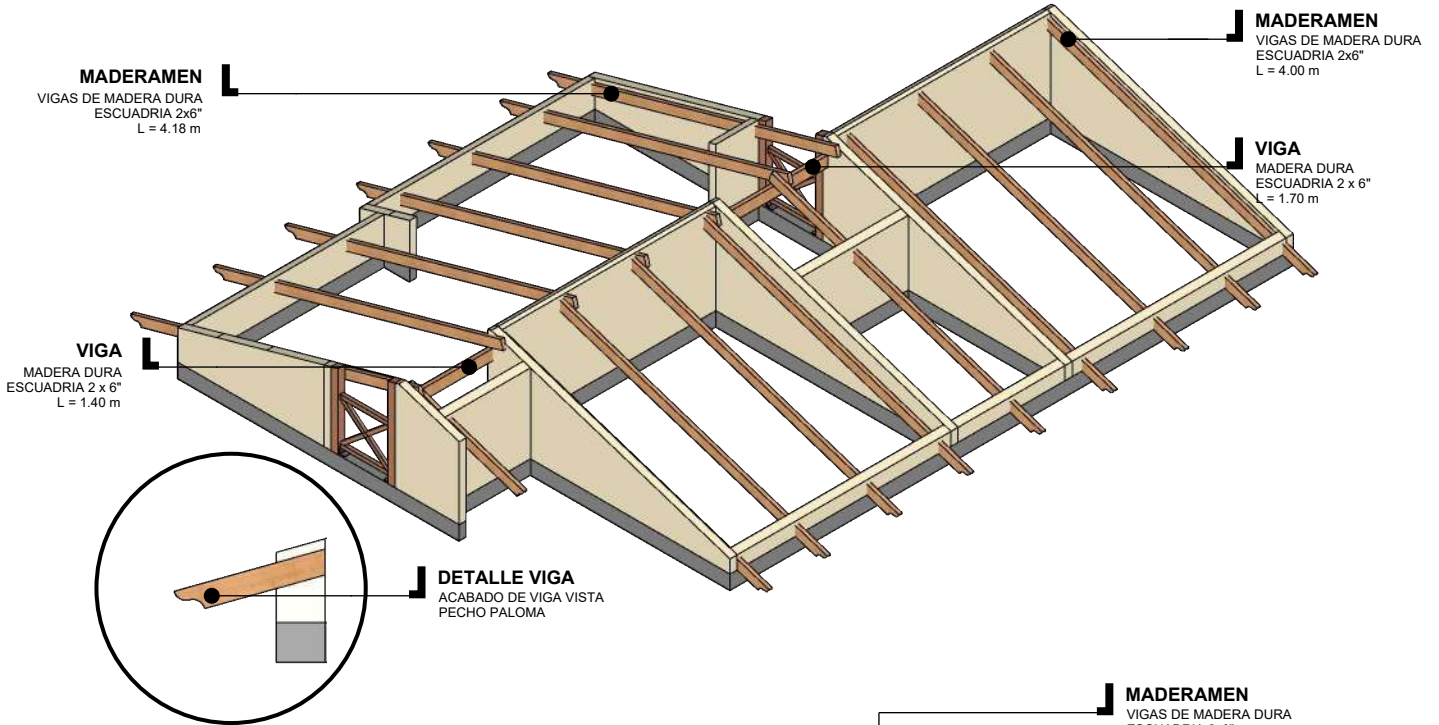 MADERAMEN
VIGAS DE MADERA DURA
ESCUADRIA 2x6"
L = 4.18 m
MADERAMEN
VIGAS DE MADERA DURA
ESCUADRIA 2x6"
L = 4.00 m
VIGA
MADERA DURA
ESCUADRIA 2 x 6"
L = 1.70 m
VIGA
MADERA DURA
ESCUADRIA 2 x 6"
L = 1.40 m
DETALLE VIGA
ACABADO DE VIGA VISTA
PECHO PALOMA
MADERAMEN
VIGAS DE MADERA DURA